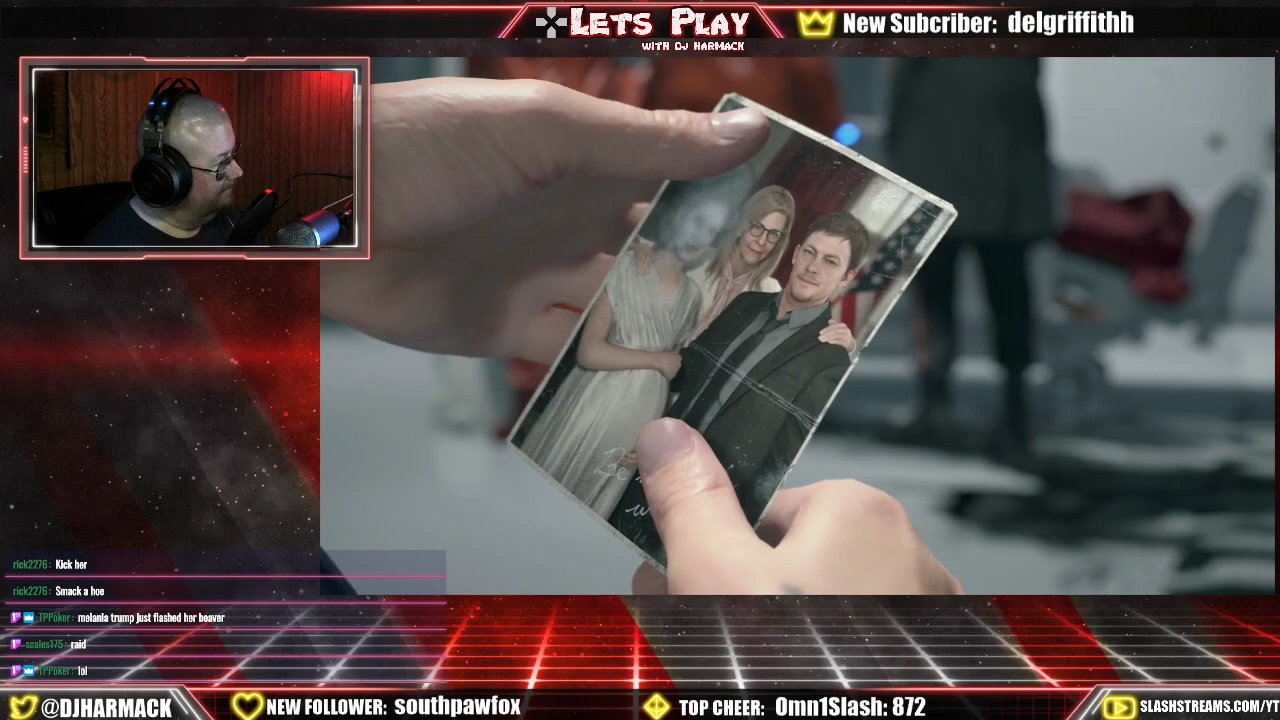 LETS PLAY
WITH DJ HARMACK
New Subcriber: delgriffithh
Be
rick2276: Kick her
rick2276: Smack a hoe
TPPoker: melania trump just flashed her beaver
scales175: raid
TPPoker: lol
@DJHARMACK
NEW FOLLOWER: southpawfox
TOP CHEER: Omn1Slash: 872
SLASHSTREAMS.COM/YT